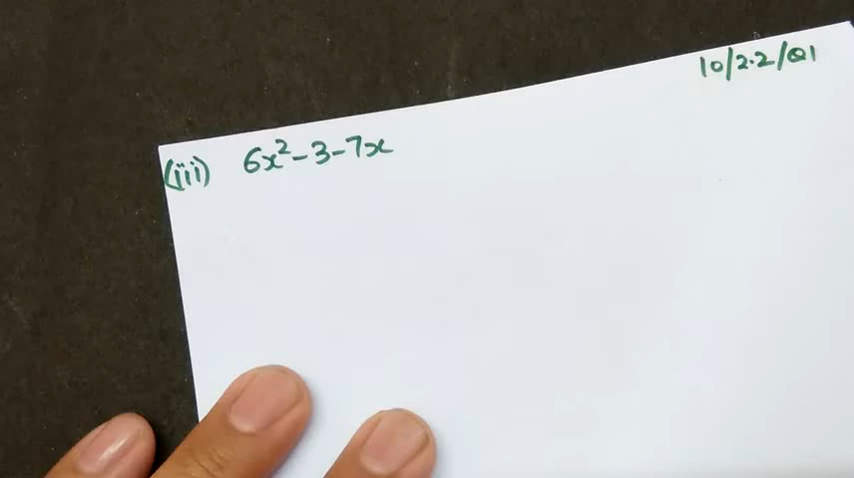 10/2.2/Q1
(iii) 6x² - 3 - 7x